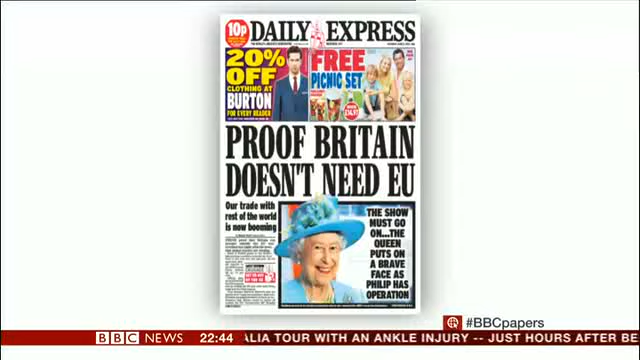 10p
DAILY EXPRESS
20%
OFF
CLOTHING AT
BURTON
FOR EVERY READER
FREE
PICNIC SET
PROOF BRITAIN
DOESN'T NEED EU
Our trade with
rest of the world
is now booming
THE SHOW
MUST GO
ON...THE
QUEEN
PUTS ON
A BRAVE
FACE AS
PHILIP HAS
OPERATION
#BBCpapers
BBC NEWS 22:44 ALIA TOUR WITH AN ANKLE INJURY -- JUST HOURS AFTER BE